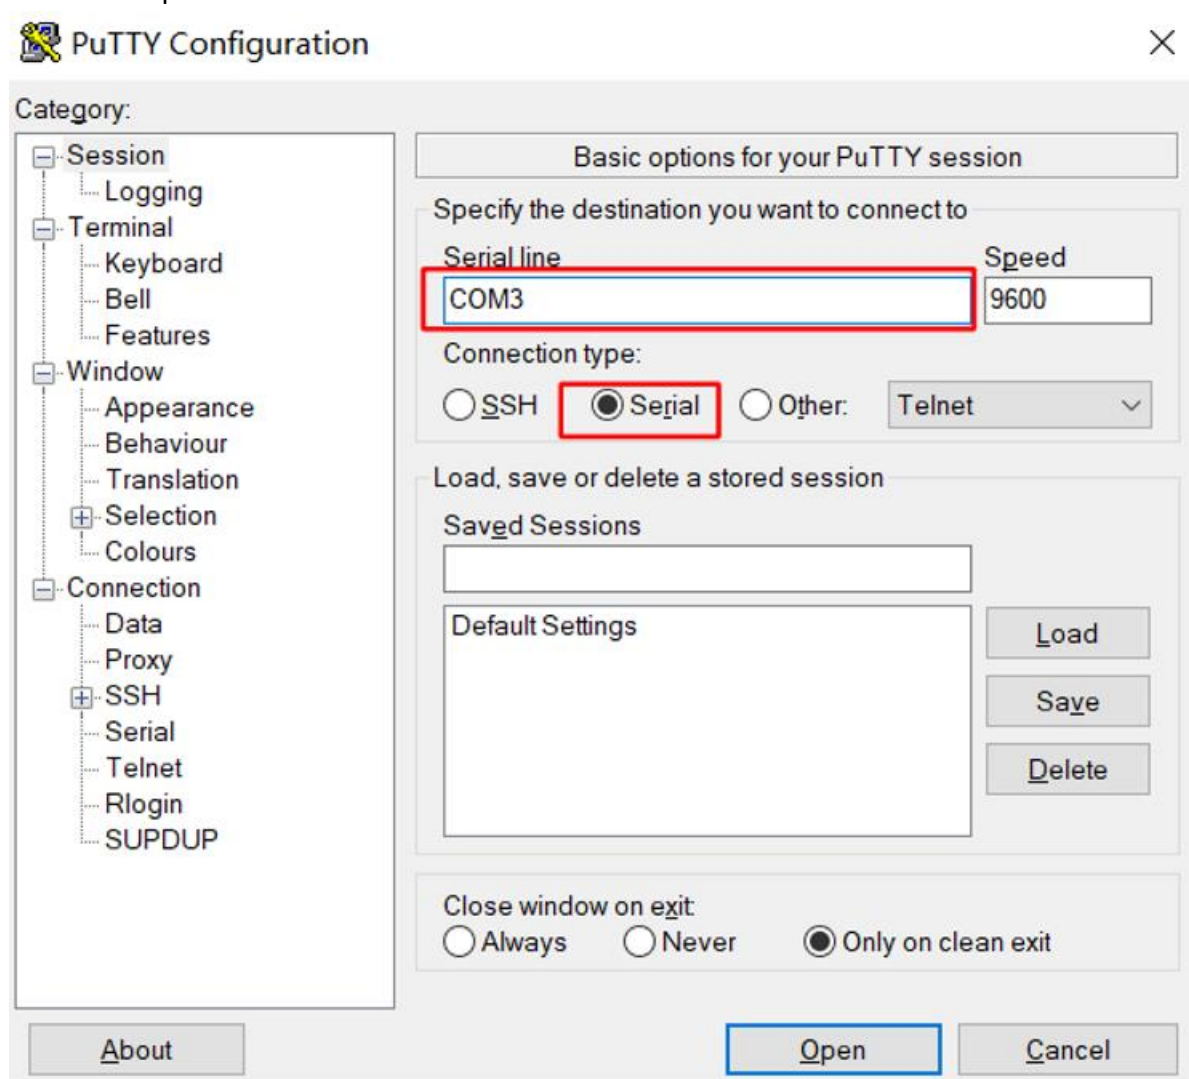 PuTTY Configuration
Category:
Session
Logging
Terminal
Keyboard
Bell
Features
Window
Appearance
Behaviour
Translation
Selection
Colours
Connection
Data
Proxy
SSH
Serial
Telnet
Rlogin
SUPDUP
Basic options for your PuTTY session
Specify the destination you want to connect to
Serial line Speed
COM3 9600
Connection type:
SSH Serial Other: Telnet
Load, save or delete a stored session
Saved Sessions
Default Settings
Load
Save
Delete
Close window on exit:
Always Never Only on clean exit
About Open Cancel